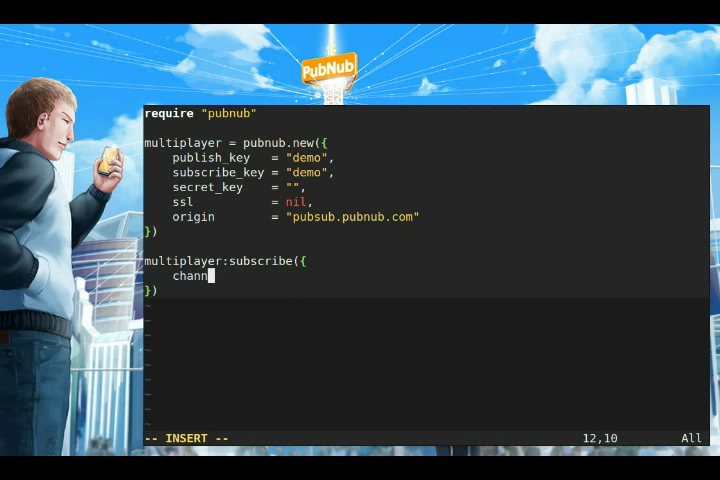 PubNub
require "pubnub"
multiplayer = pubnub.new({
    publish_key   = "demo",
    subscribe_key = "demo",
    secret_key    = "",
    ssl           = nil,
    origin        = "pubsub.pubnub.com"
})
multiplayer:subscribe({
    chann
})
~
~
~
~
~
~
~
~
~
-- INSERT -- 12,10 All